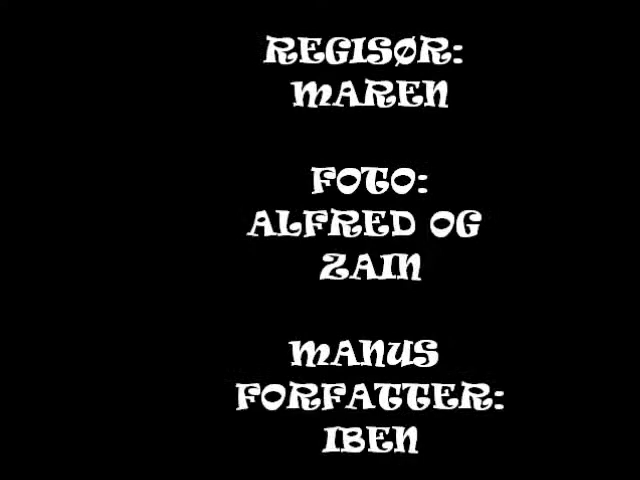 REGISØR:
MAREN
FOTO:
ALFRED OG
ZAIN
MANUS
FORFATTER:
IBEN